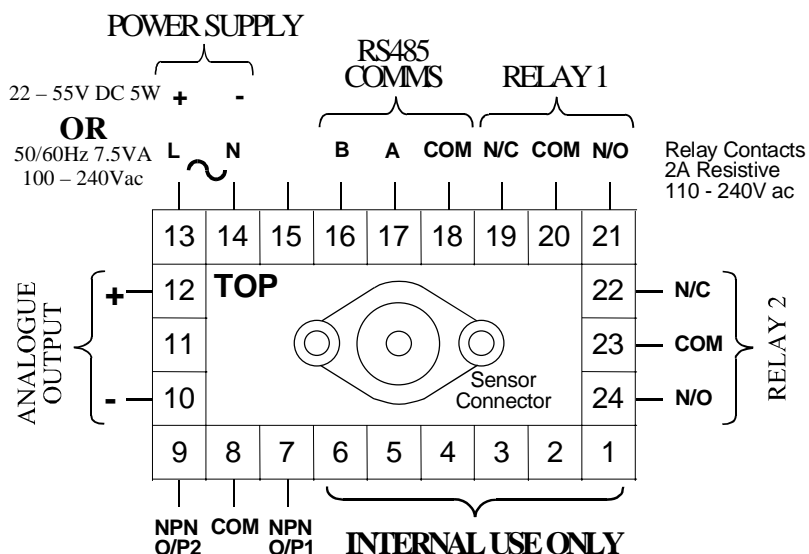 POWER SUPPLY
RS485
COMMS
RELAY 1
22 – 55V DC 5W + -
OR
50/60Hz 7.5VA
100 – 240Vac
L N
B A COM N/C COM N/O
Relay Contacts
2A Resistive
110 - 240V ac
13 14 15 16 17 18 19 20 21
ANALOGUE
OUTPUT
+ 12 TOP 22 N/C
11 23 COM
- 10 24 N/O
Sensor
Connector
RELAY 2
9 8 7 6 5 4 3 2 1
NPN
O/P2
COM
NPN
O/P1
INTERNAL USE ONLY